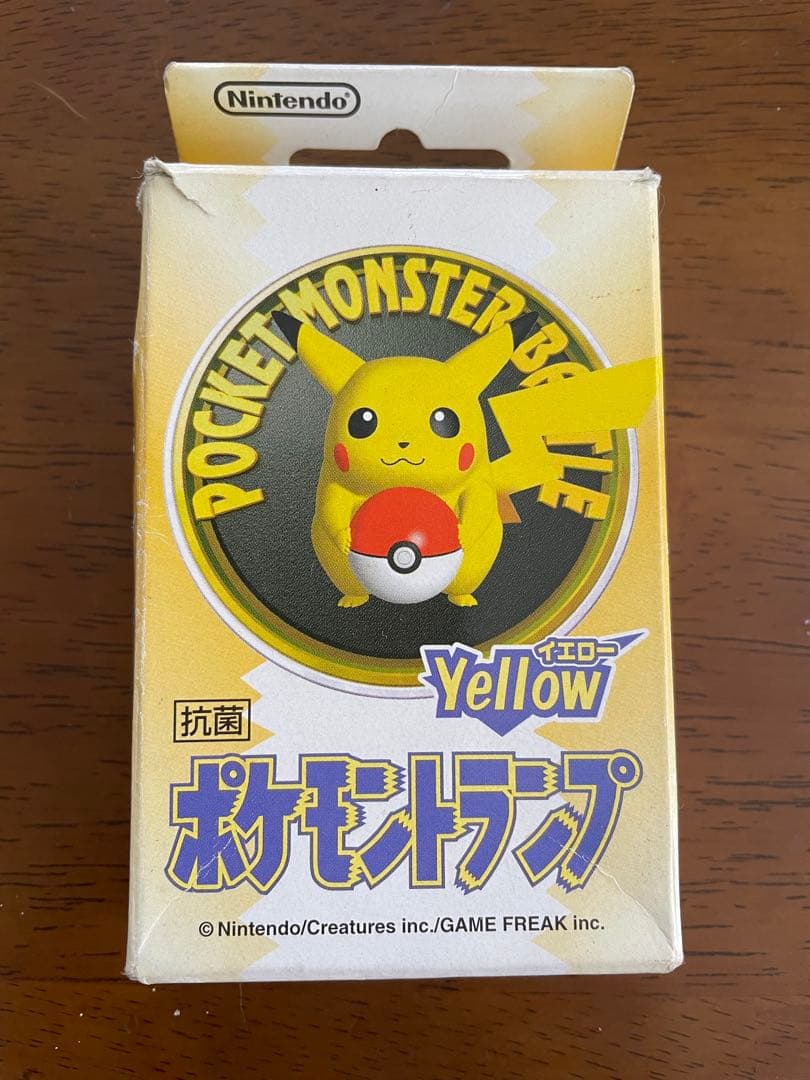 Nintendo®
POCKET MONSTER BATTLE
イエロー
Yellow
抗菌
ポケモントランプ
© Nintendo/Creatures inc./GAME FREAK inc.